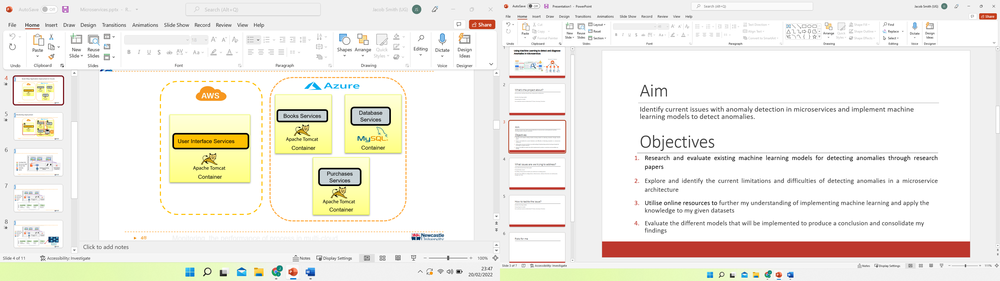 AutoSave Off Microservices.pptx - R... Search (Alt+Q) Jacob Smith (UG) JS
File Home Insert Draw Design Transitions Animations Slide Show Record Review View Help Share
Paste New Slide Reuse Slides 18 Shapes Arrange Quick Styles Editing Dictate Design Ideas
Undo Clipboard Slides Font Paragraph Drawing Voice Designer
4
Book Shop Application Deployment in Clouds
5
Monitoring Deployment
6
7
8
AWS
User Interface Services
Apache Tomcat
Container
Azure
Books Services
Apache Tomcat
Container
Database
Services
MySQL
Container
Purchases
Services
Apache Tomcat
Container
4/8 Monitoring the performance of process in multi-cloud
Newcastle
University
Click to add notes
Slide 4 of 11 Accessibility: Investigate Notes Display Settings 100%
23:47
20/02/2022
AutoSave Off Presentation1 - PowerPoint Search (Alt+Q) Jacob Smith (UG) JS
File Home Insert Draw Design Transitions Animations Slide Show Record Review View Help Share
Paste Cut Copy Format Painter New Slide Reuse Slides Layout Reset Section 48 Text Direction Align Text Convert to SmartArt Arrange Quick Styles Shape Fill Shape Outline Shape Effects Find Replace Select Dictate Design Ideas
Undo Clipboard Slides Font Paragraph Drawing Editing Voice Designer
1
Using Machine Learning to detect and diagnose
Anomalies in Microservices
2
What's the project about?
3
Aim
Objectives
4
What issues are we trying to address?
5
How to tackle the issue?
6
Risks for me
Aim
Identify current issues with anomaly detection in microservices and implement machine
learning models to detect anomalies.
Objectives
1. Research and evaluate existing machine learning models for detecting anomalies through research
papers
2. Explore and identify the current limitations and difficulties of detecting anomalies in a microservice
architecture
3. Utilise online resources to further my understanding of implementing machine learning and apply the
knowledge to my given datasets
4. Evaluate the different models that will be implemented to produce a conclusion and consolidate my
findings
Slide 3 of 7 Accessibility: Investigate Notes Display Settings 111%